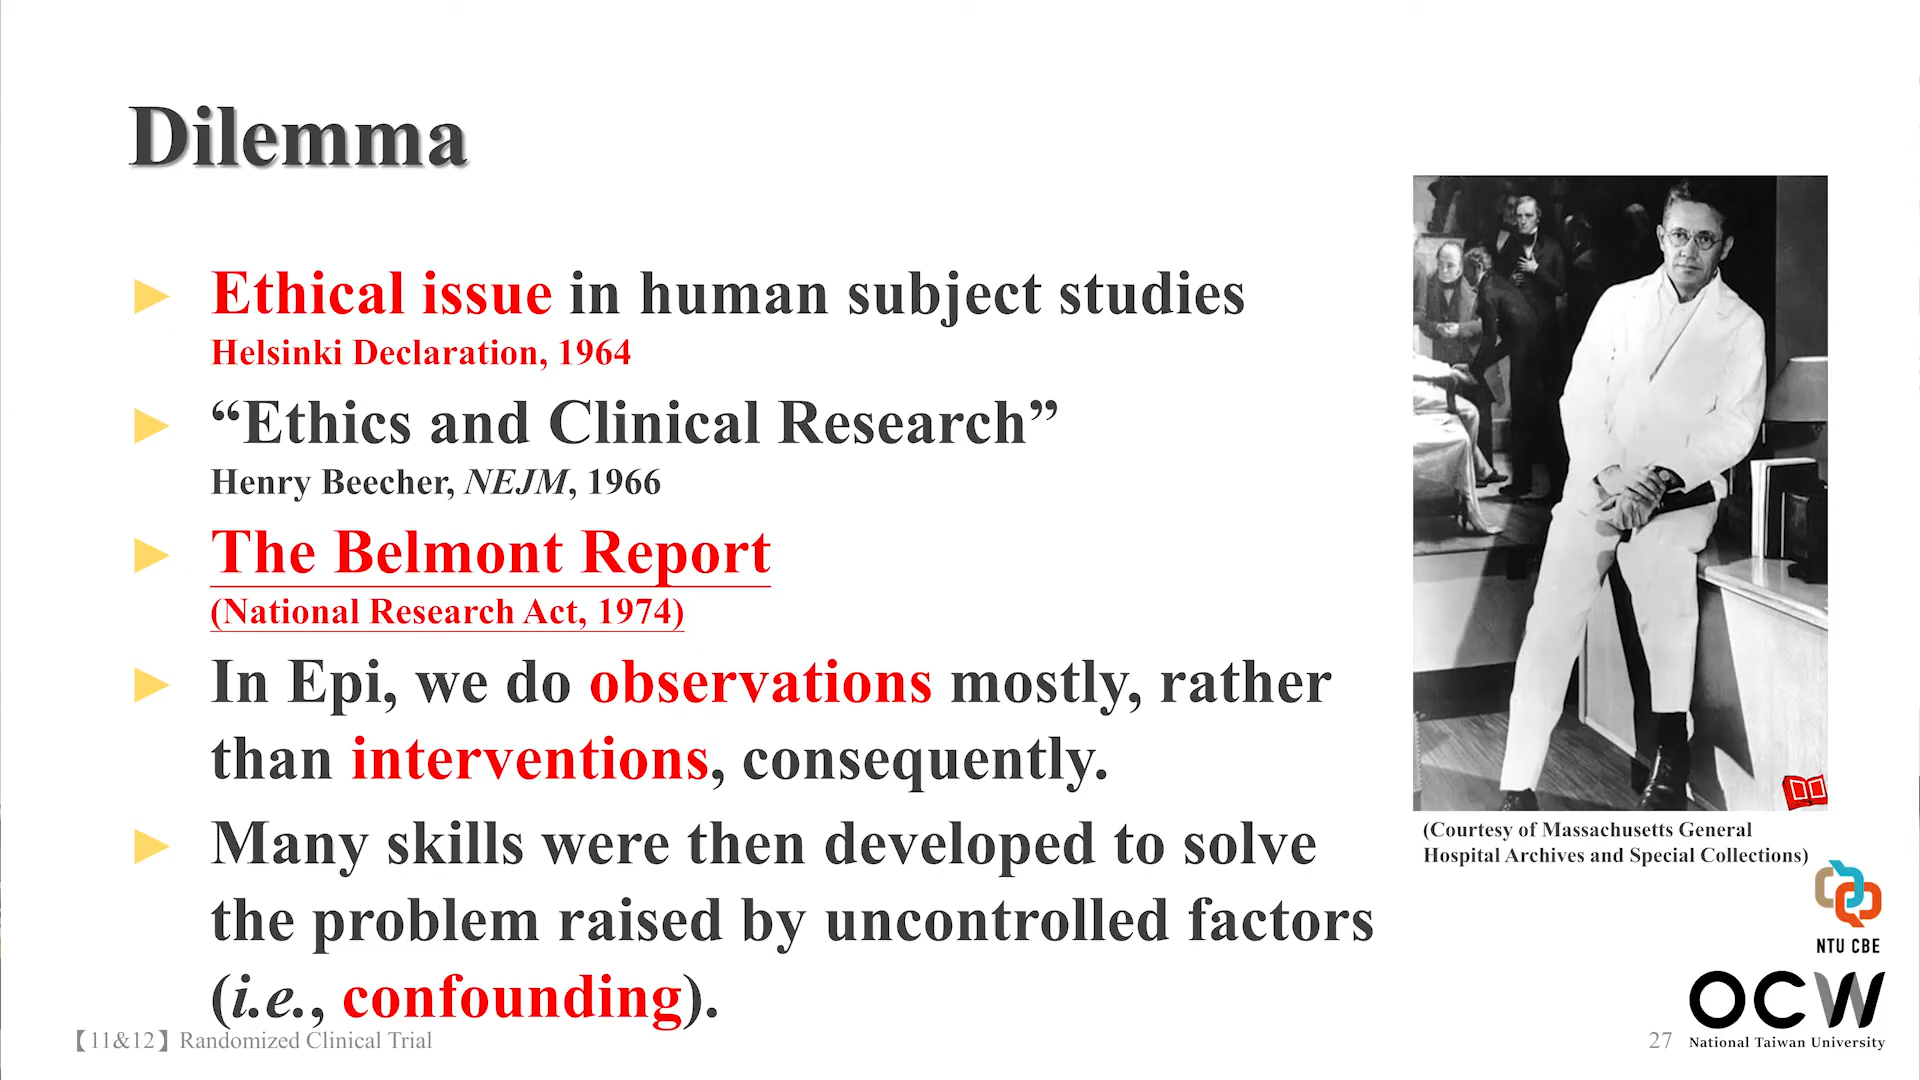 Dilemma
Ethical issue in human subject studies
Helsinki Declaration, 1964
“Ethics and Clinical Research”
Henry Beecher, NEJM, 1966
The Belmont Report
(National Research Act, 1974)
In Epi, we do observations mostly, rather
than interventions, consequently.
Many skills were then developed to solve
the problem raised by uncontrolled factors
(i.e., confounding).
(Courtesy of Massachusetts General
Hospital Archives and Special Collections)
NTU CBE
OCW
National Taiwan University
【11&12】Randomized Clinical Trial
27